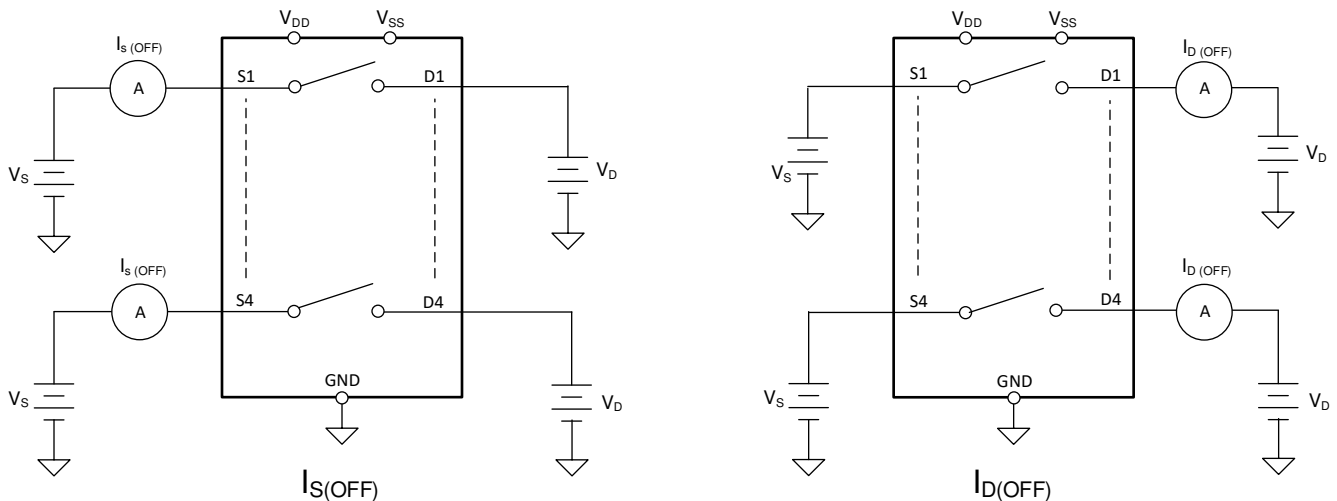 V_DD V_SS
I_s (OFF)
A
S1 D1
V_S
V_D
I_s (OFF)
A
S4 D4
GND
V_S
V_D
I_S(OFF)
V_DD V_SS
I_D (OFF)
S1 D1
A
V_S
V_D
I_D (OFF)
S4 D4
A
GND
V_S
V_D
I_D(OFF)